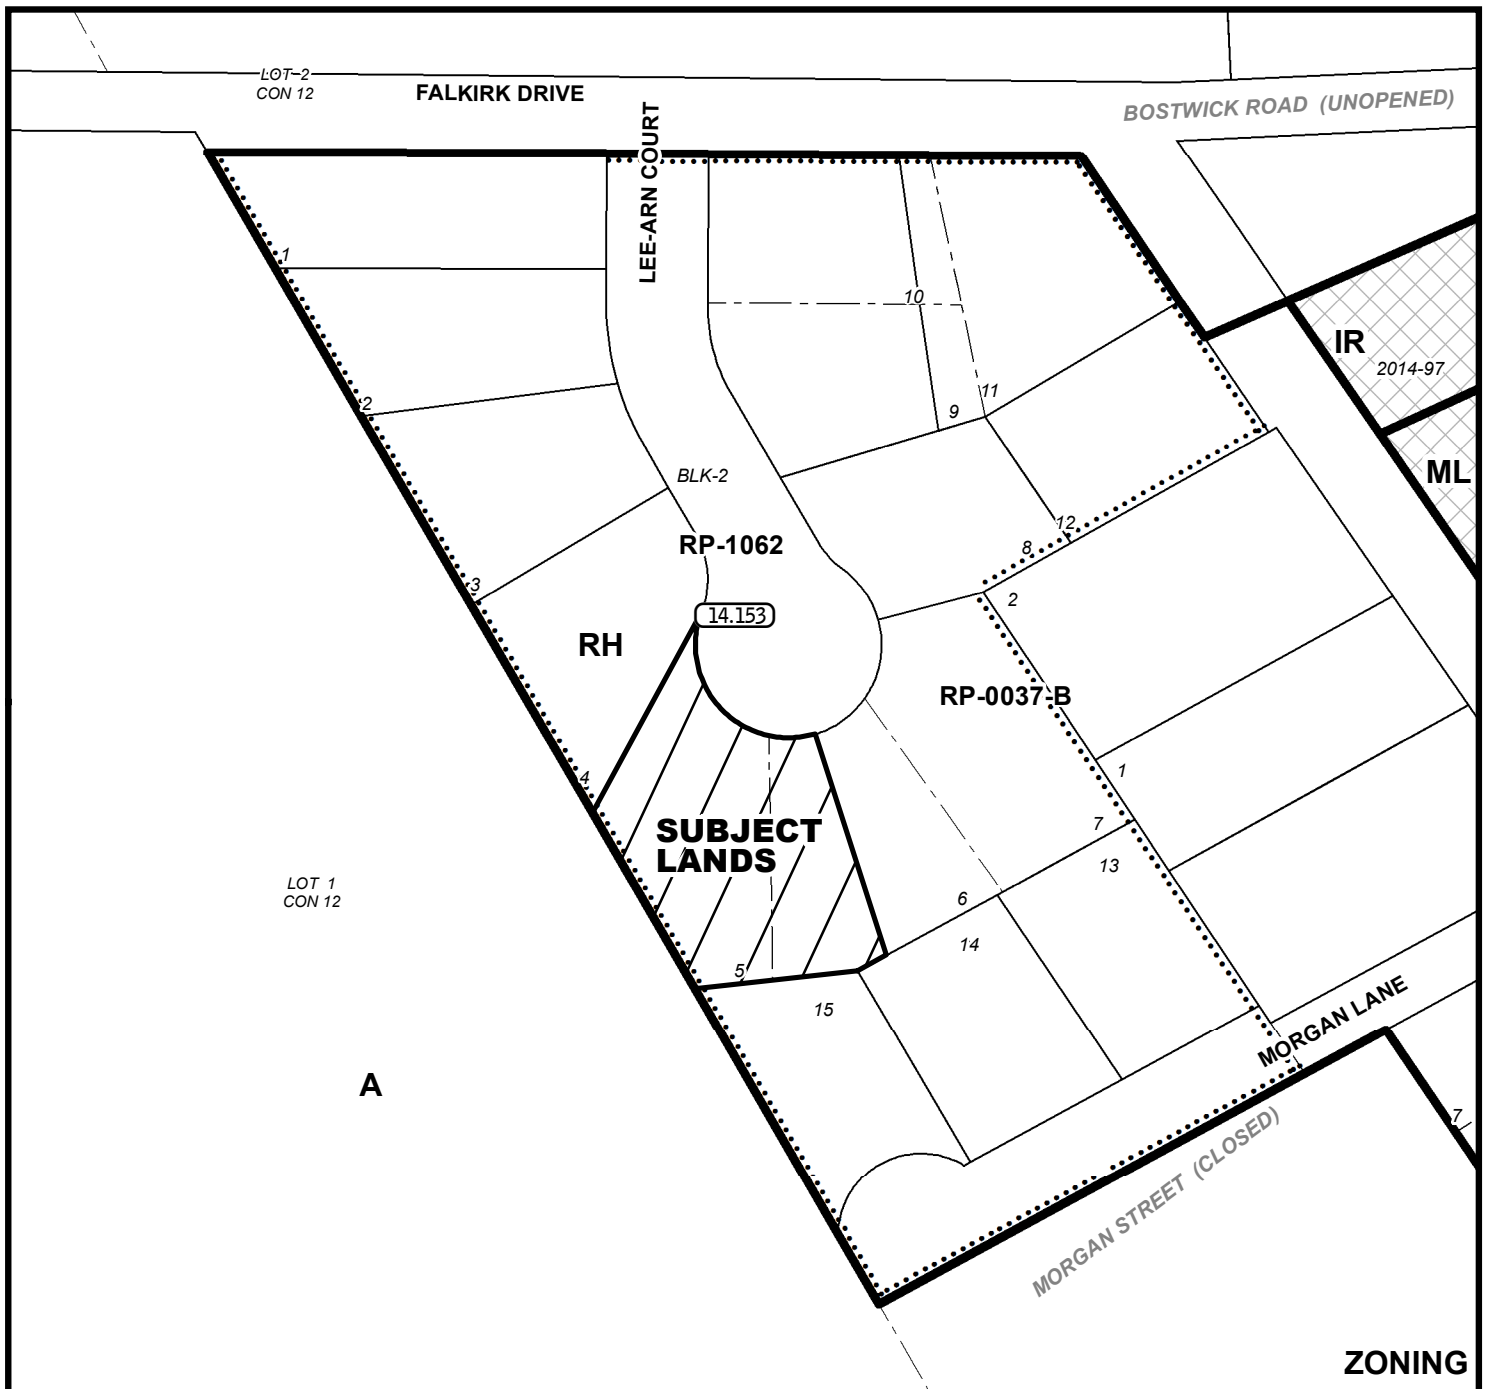 LOT 2
CON 12
FALKIRK DRIVE
BOSTWICK ROAD (UNOPENED)
LEE-ARN COURT
1
10
IR
2014-97
2
11
9
ML
BLK-2
12
RP-1062
8
3
2
14.153
RH
RP-0037-B
4
1
7
SUBJECT
LANDS
13
LOT 1
CON 12
6
14
5
15
MORGAN LANE
A
7
MORGAN STREET (CLOSED)
ZONING